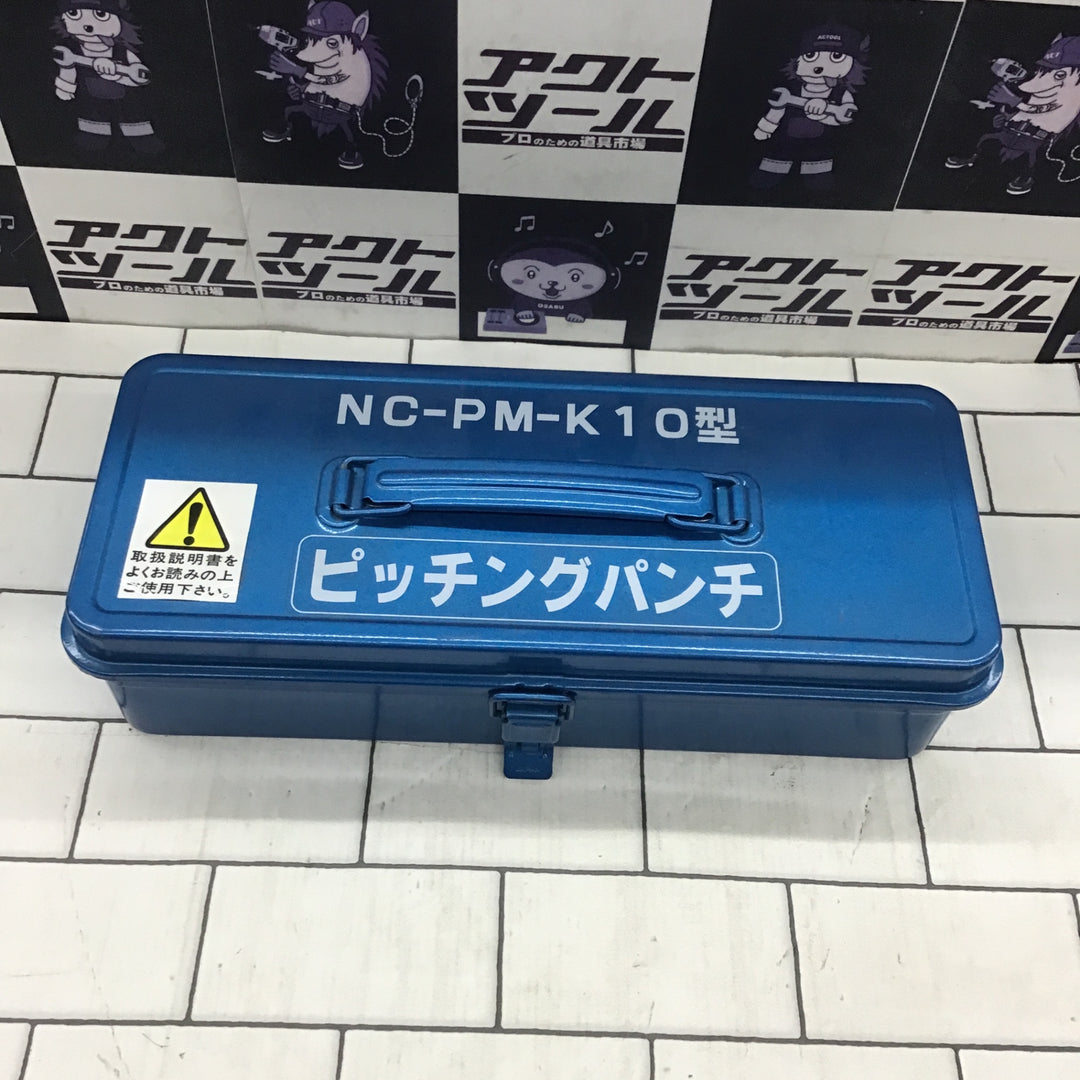 アクト
ツール
プロのための道具市場
ACTOOL
アクト
ツール
プロのための道具市場
アクト
ツール
プロのための道具市場
OSARU
アクト
ツール
プロのための道具市場
アクト
ツール
プロのための道具市場
NC-PM-K10型
取扱説明書を
よくお読みの上
ご使用下さい。
ピッチングパンチ